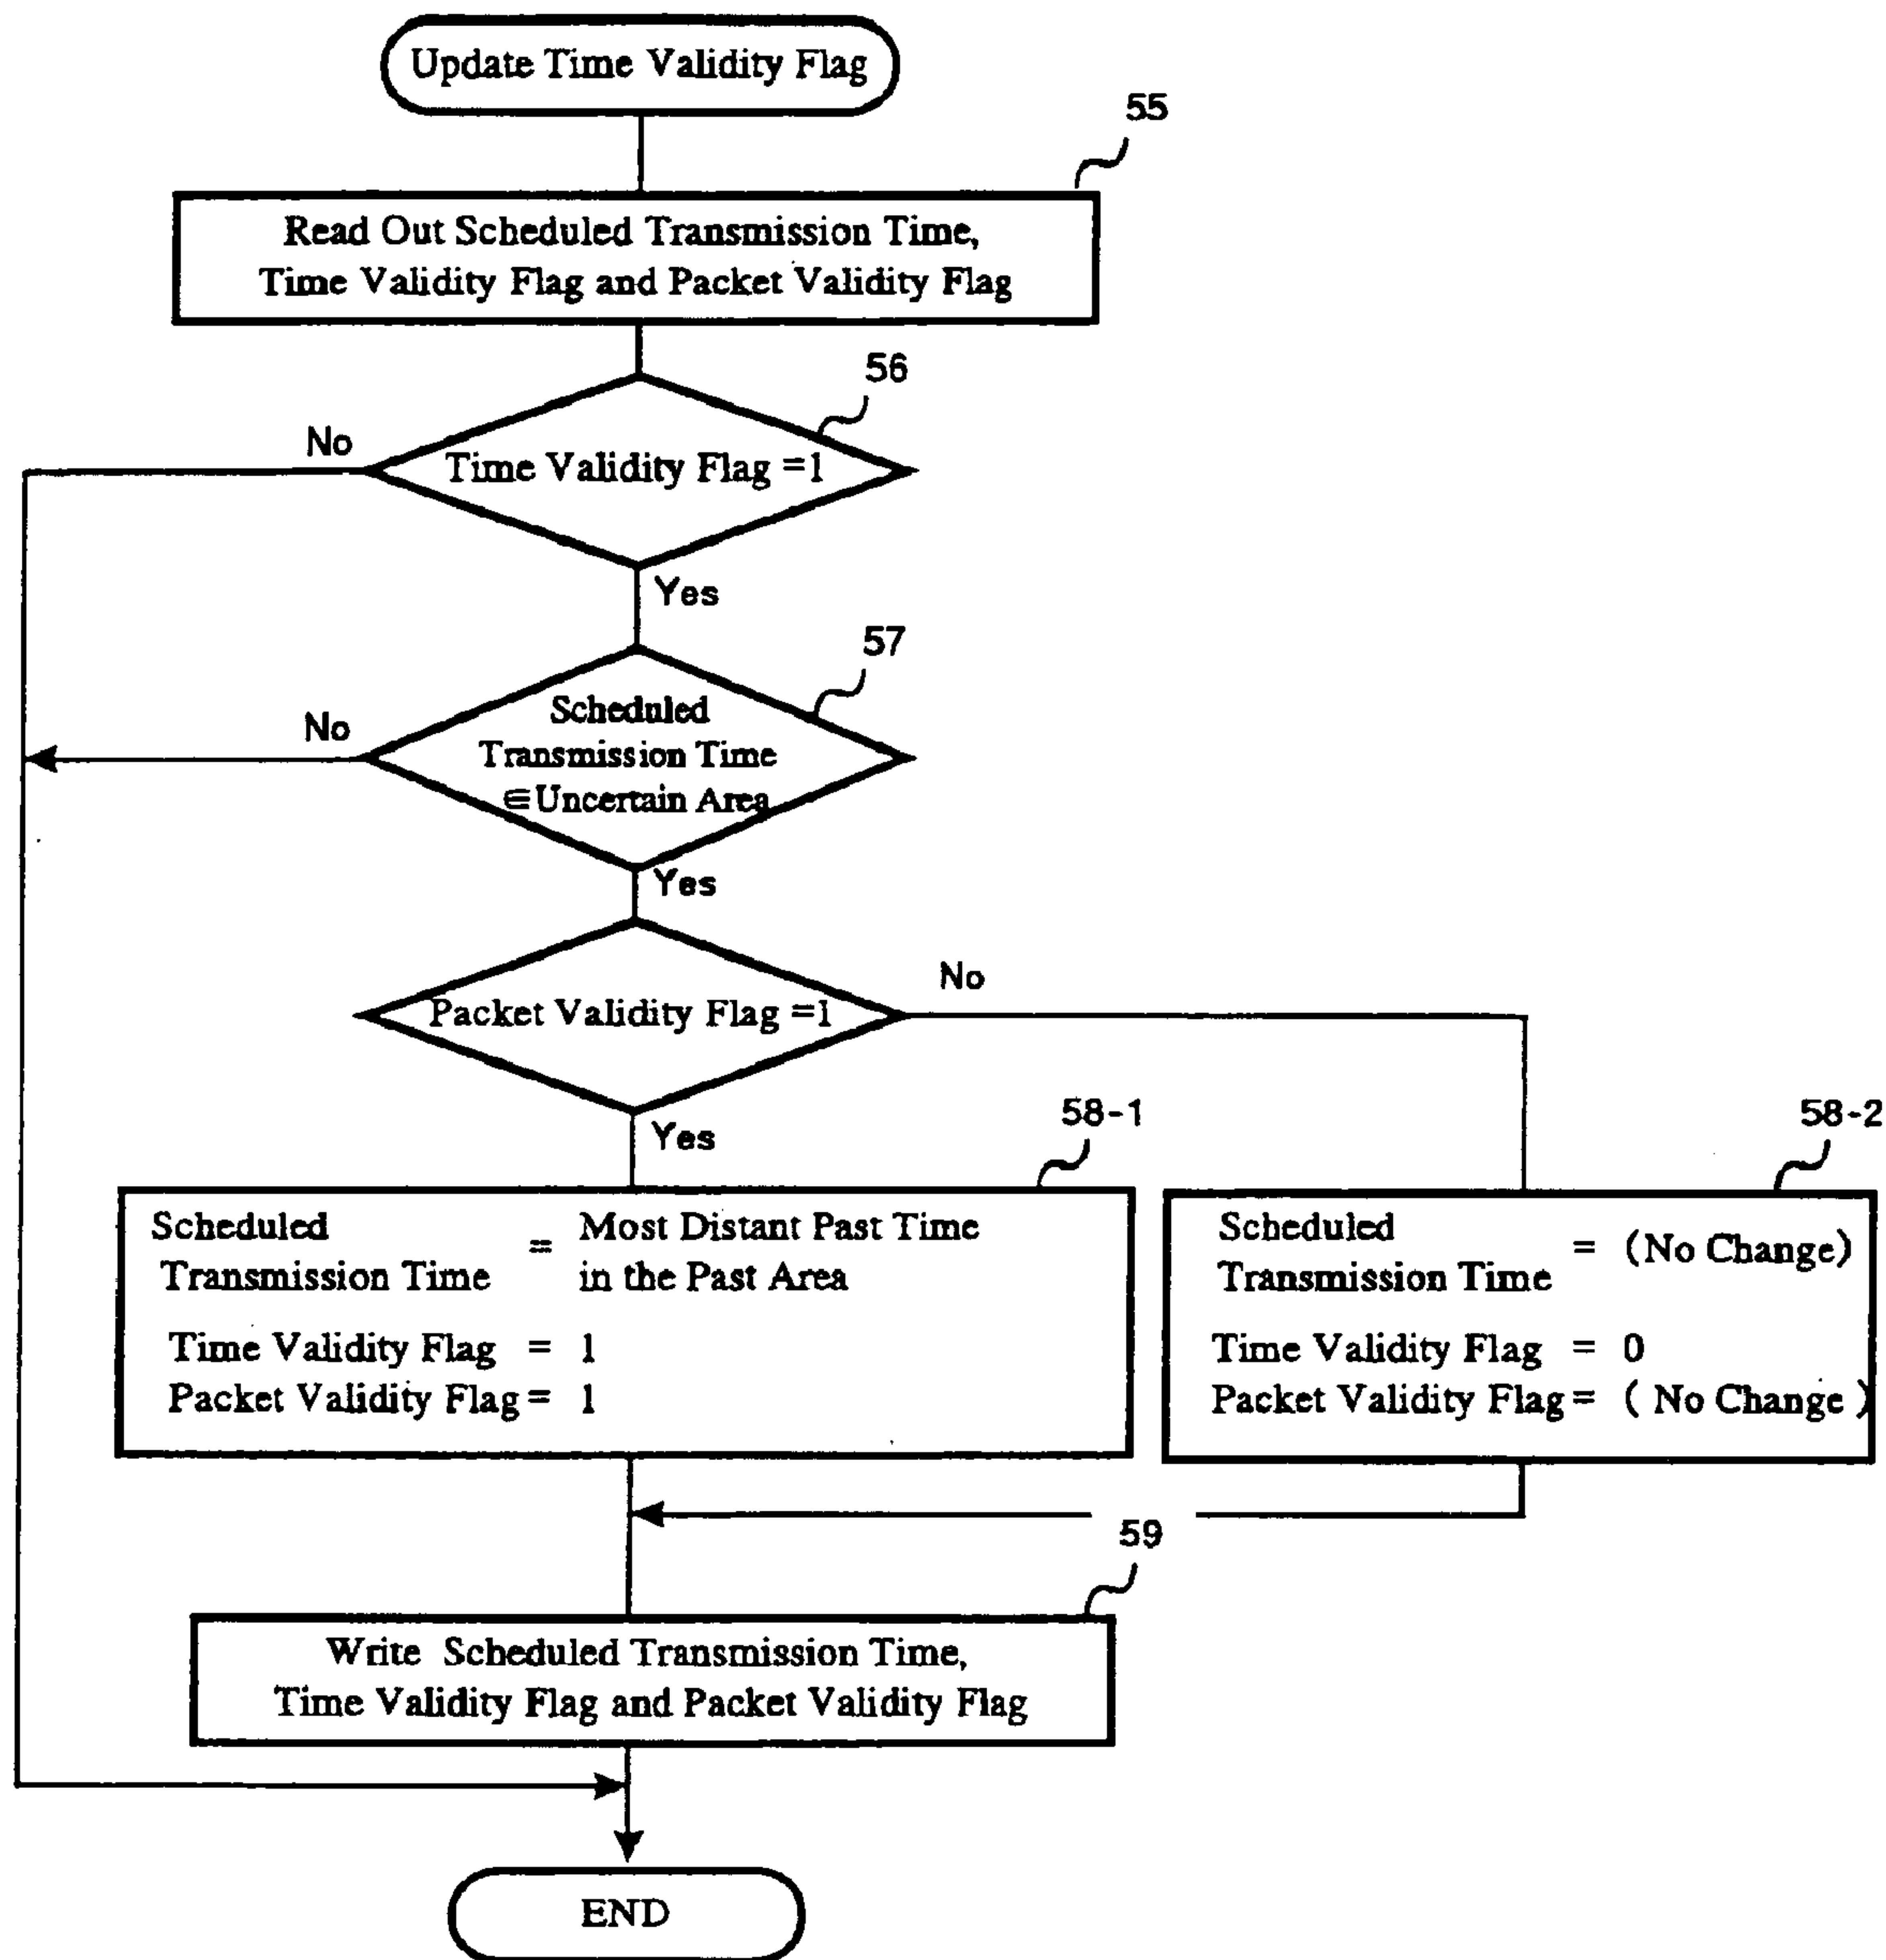 Update Time Validity Flag
55
Read Out Scheduled Transmission Time,
Time Validity Flag and Packet Validity Flag
56
No
Time Validity Flag =1
Yes
57
No
Scheduled
Transmission Time
∈Uncertain Area
Yes
No
Packet Validity Flag =1
Yes
58-1
58-2
Scheduled
Transmission Time = Most Distant Past Time
in the Past Area
Time Validity Flag = 1
Packet Validity Flag = 1
Scheduled
Transmission Time = (No Change)
Time Validity Flag = 0
Packet Validity Flag = ( No Change )
59
Write Scheduled Transmission Time,
Time Validity Flag and Packet Validity Flag
END